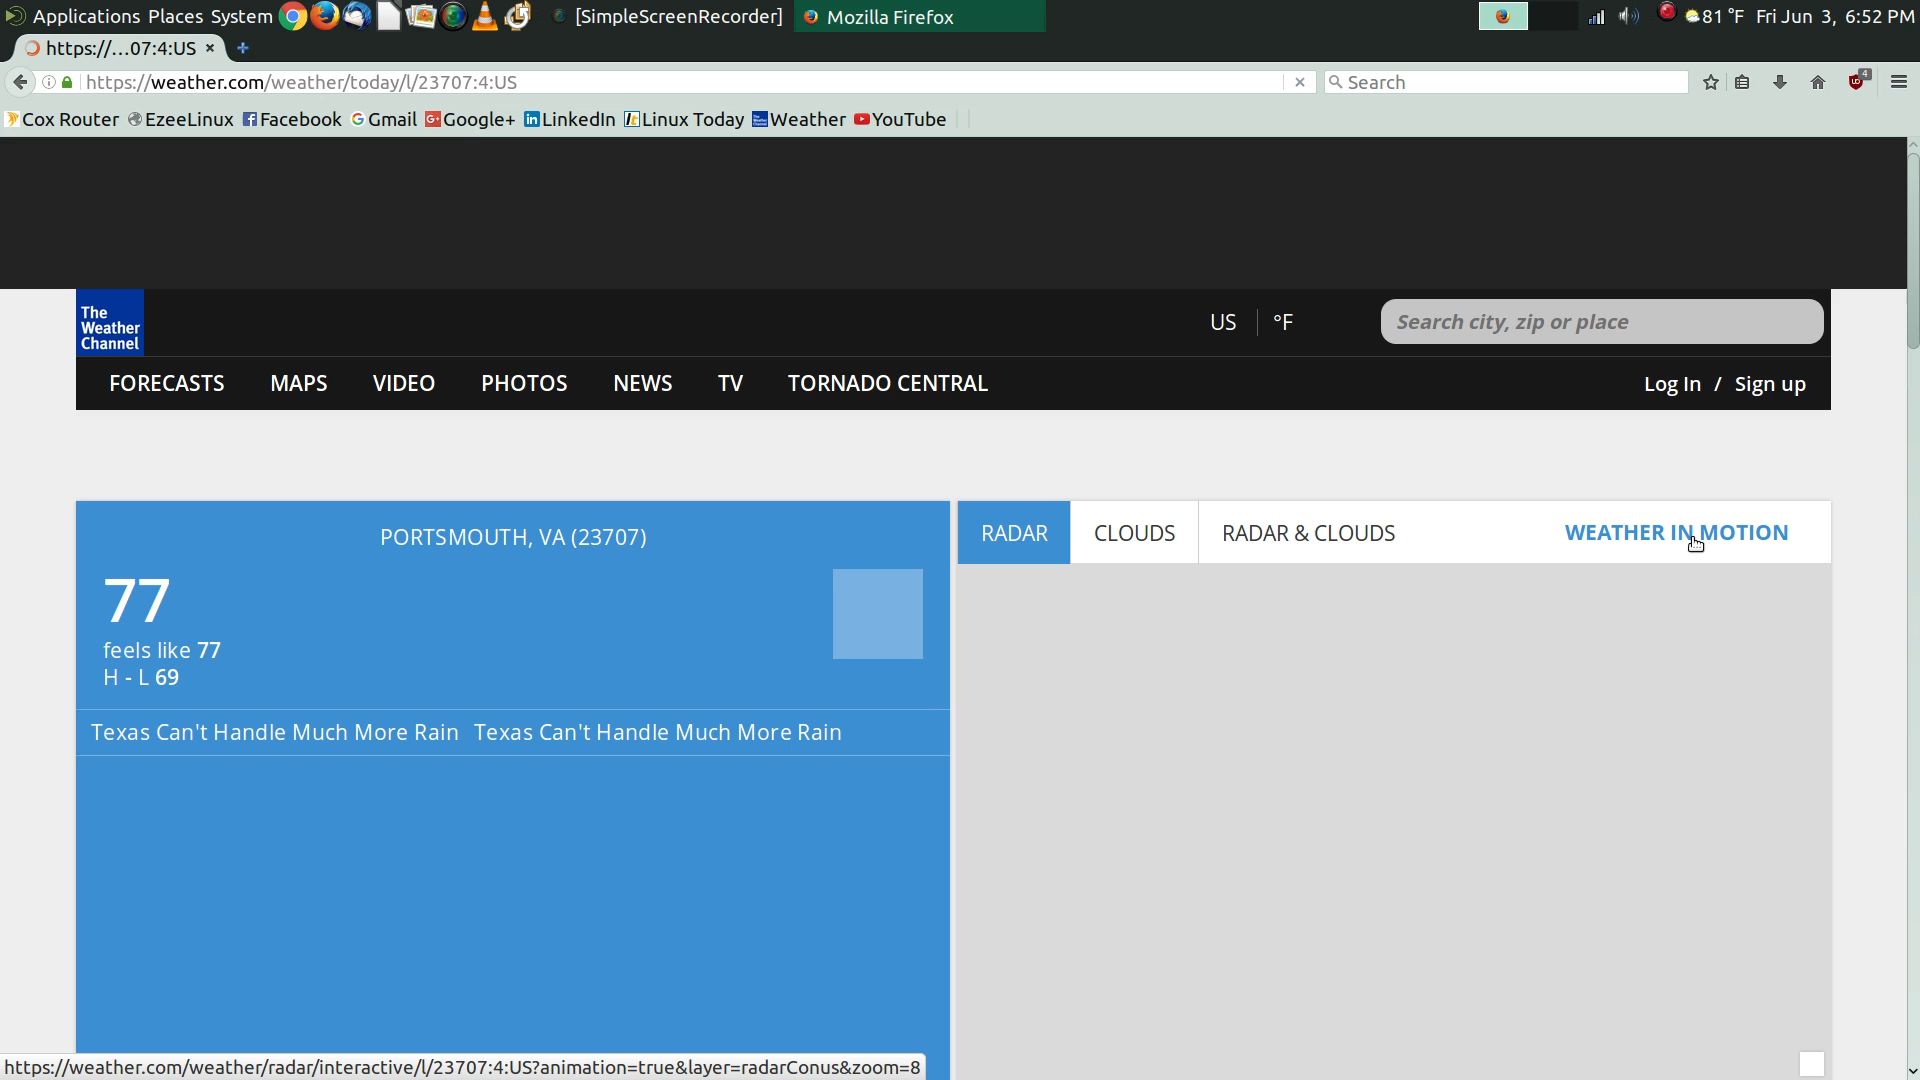 Applications Places System [SimpleScreenRecorder] Mozilla Firefox 81 °F Fri Jun 3, 6:52 PM
https://...07:4:US × +
https://weather.com/weather/today/l/23707:4:US × Search 4
Cox Router EzeeLinux Facebook Gmail Google+ LinkedIn Linux Today Weather YouTube
The
Weather
Channel
US °F Search city, zip or place
FORECASTS MAPS VIDEO PHOTOS NEWS TV TORNADO CENTRAL Log In / Sign up
PORTSMOUTH, VA (23707)
77
feels like 77
H - L 69
Texas Can't Handle Much More Rain Texas Can't Handle Much More Rain
RADAR CLOUDS RADAR & CLOUDS WEATHER IN MOTION
https://weather.com/weather/radar/interactive/l/23707:4:US?animation=true&layer=radarConus&zoom=8